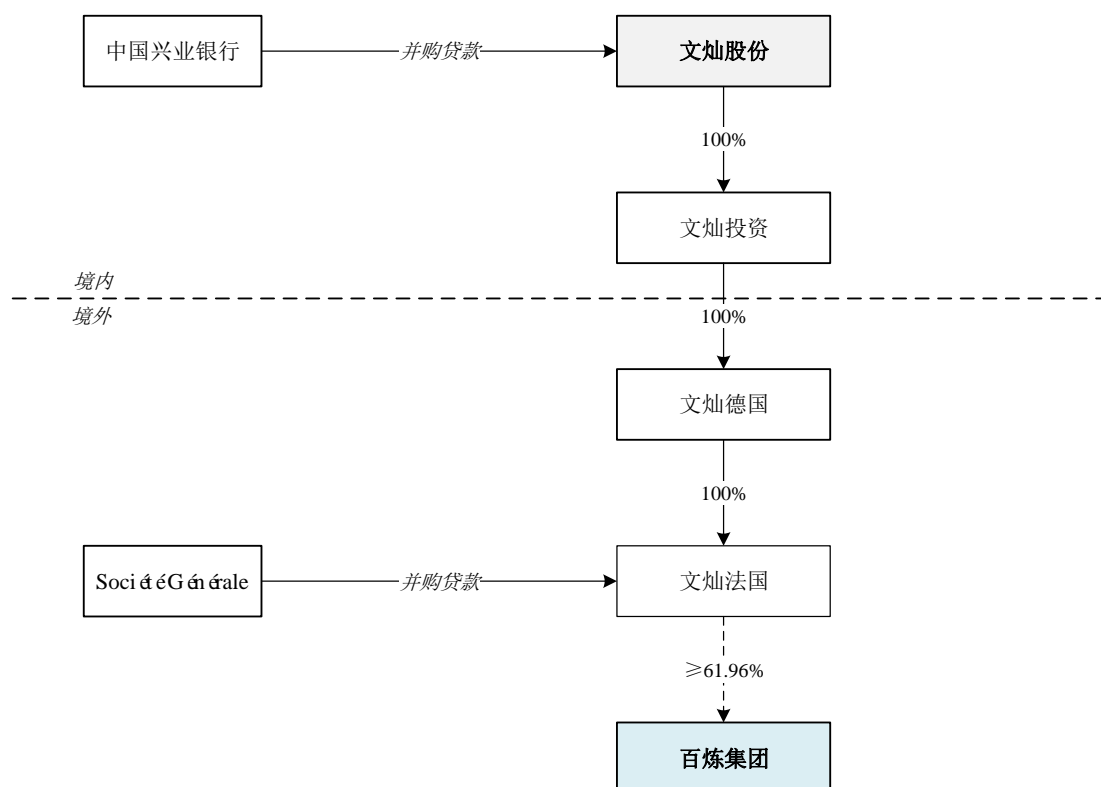 中国兴业银行
并购贷款
文灿股份
100%
文灿投资
境内
境外
100%
文灿德国
100%
Société Générale
并购贷款
文灿法国
≥61.96%
百炼集团